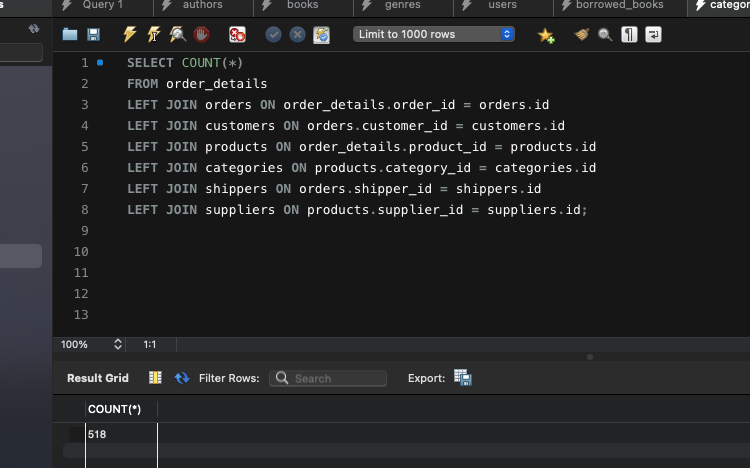 s
Query 1
authors
books
genres
users
borrowed_books
categor
Limit to 1000 rows
1 SELECT COUNT(*)
2 FROM order_details
3 LEFT JOIN orders ON order_details.order_id = orders.id
4 LEFT JOIN customers ON orders.customer_id = customers.id
5 LEFT JOIN products ON order_details.product_id = products.id
6 LEFT JOIN categories ON products.category_id = categories.id
7 LEFT JOIN shippers ON orders.shipper_id = shippers.id
8 LEFT JOIN suppliers ON products.supplier_id = suppliers.id;
9
10
11
12
13
100% 1:1
Result Grid Filter Rows: Search Export:
COUNT(*)
518